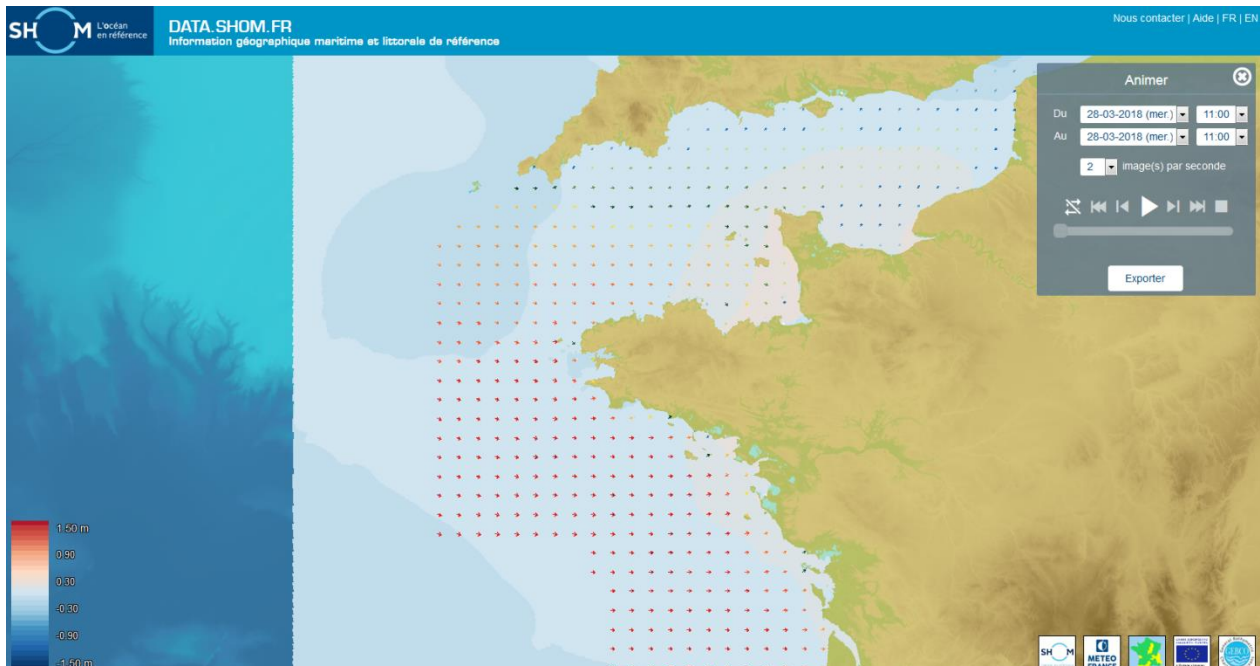 SHOM L'océan
en référence
DATA.SHOM.FR
Information géographique maritime et littorale de référence
Nous contacter | Aide | FR | EN
Animer
Du 28-03-2018 (mer.) 11:00
Au 28-03-2018 (mer.) 11:00
2 image(s) par seconde
Exporter
1.50 m
0.90
0.30
-0.30
-0.90
-1.50 m
SHOM
METEO
FRANCE